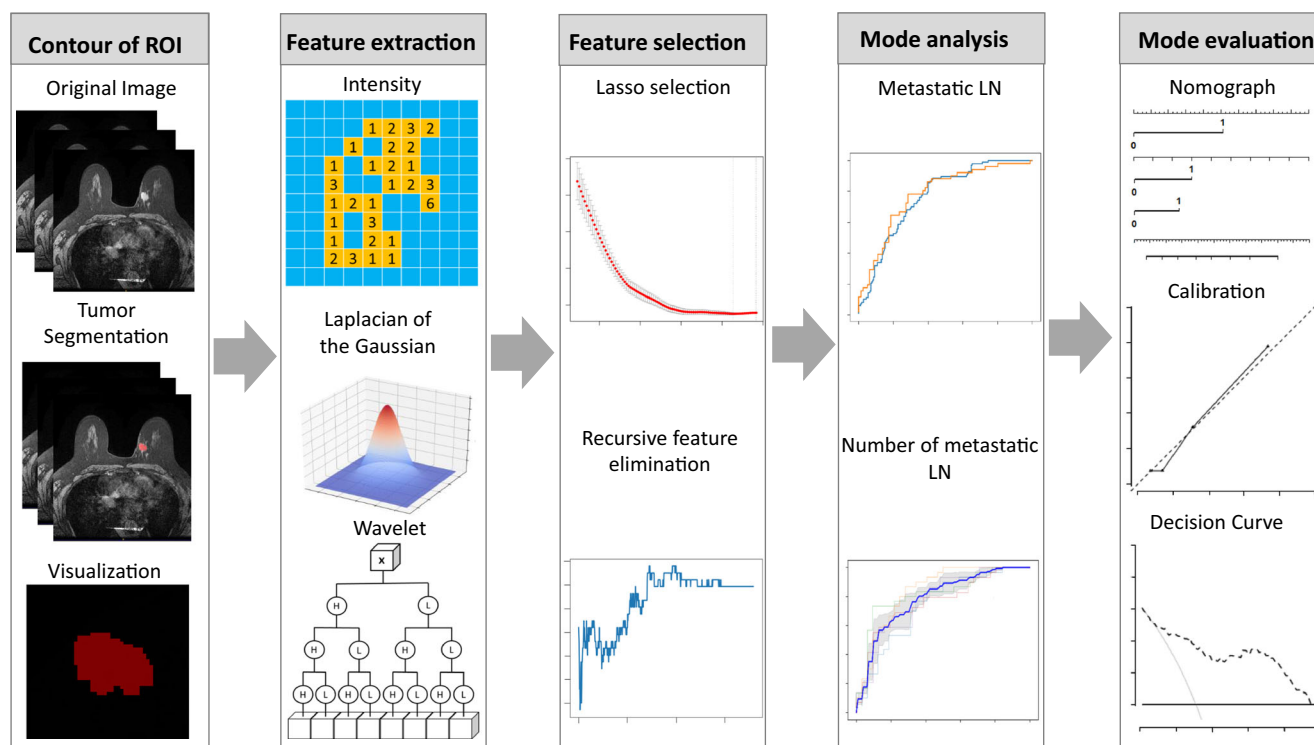 Contour of ROI
Original Image
Tumor
Segmentation
Visualization
Feature extraction
Intensity
1 2 3 2
1 2 2
1 1 2 1
3 1 2 3
1 2 1 6
1 3
1 2 1
2 3 1 1
Laplacian of
the Gaussian
Wavelet
X
H L
H L H L
H L H L H L H L
Feature selection
Lasso selection
Recursive feature
elimination
Mode analysis
Metastatic LN
Number of metastatic
LN
Mode evaluation
Nomograph
1
0
1
0
1
0
Calibration
Decision Curve